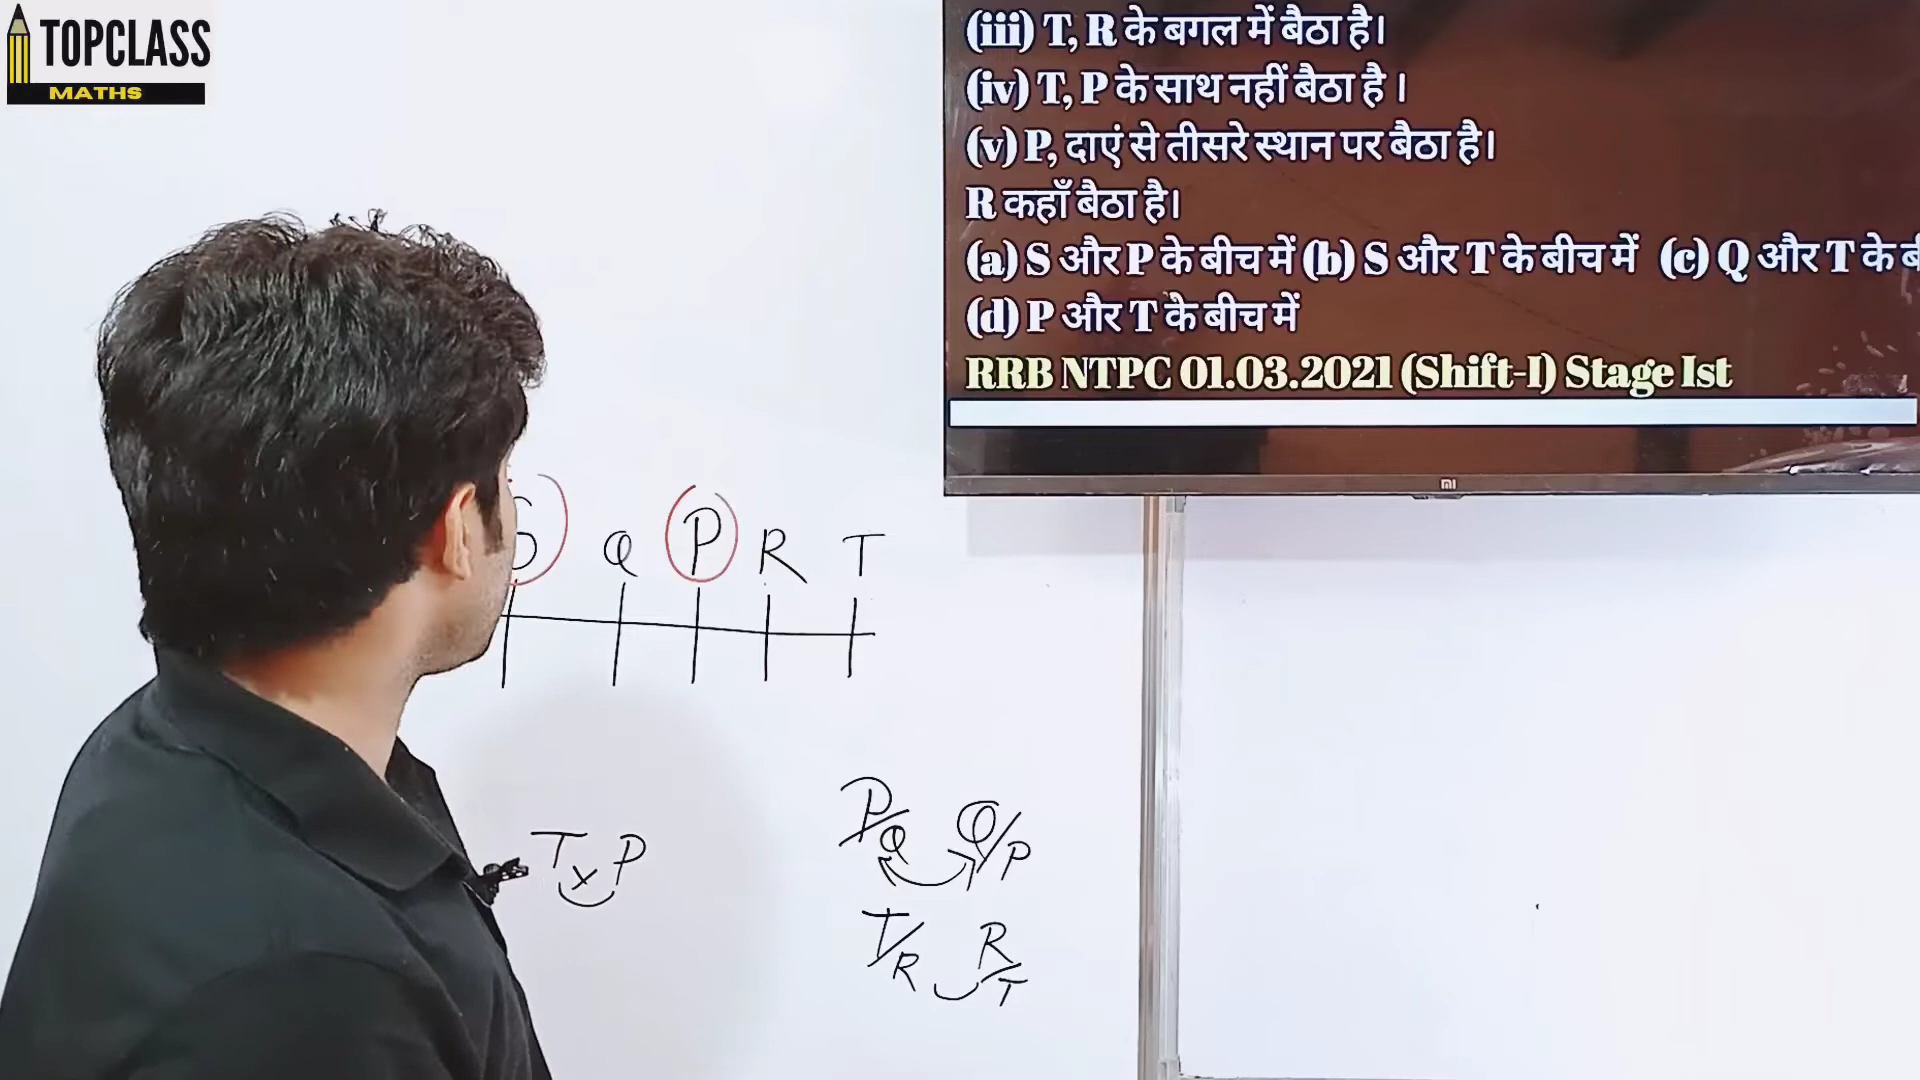 TOPCLASS
MATHS
(iii) T, R के बगल में बैठा है।
(iv) T, P के साथ नहीं बैठा है ।
(v) P, दाएं से तीसरे स्थान पर बैठा है।
R कहाँ बैठा है।
(a) S और P के बीच में (b) S और T के बीच में (c) Q और T के
(d) P और T के बीच में
RRB NTPC 01.03.2021 (Shift-I) Stage Ist
mi
Q P R T
P/Q Q/P
T x P
T/R R/T